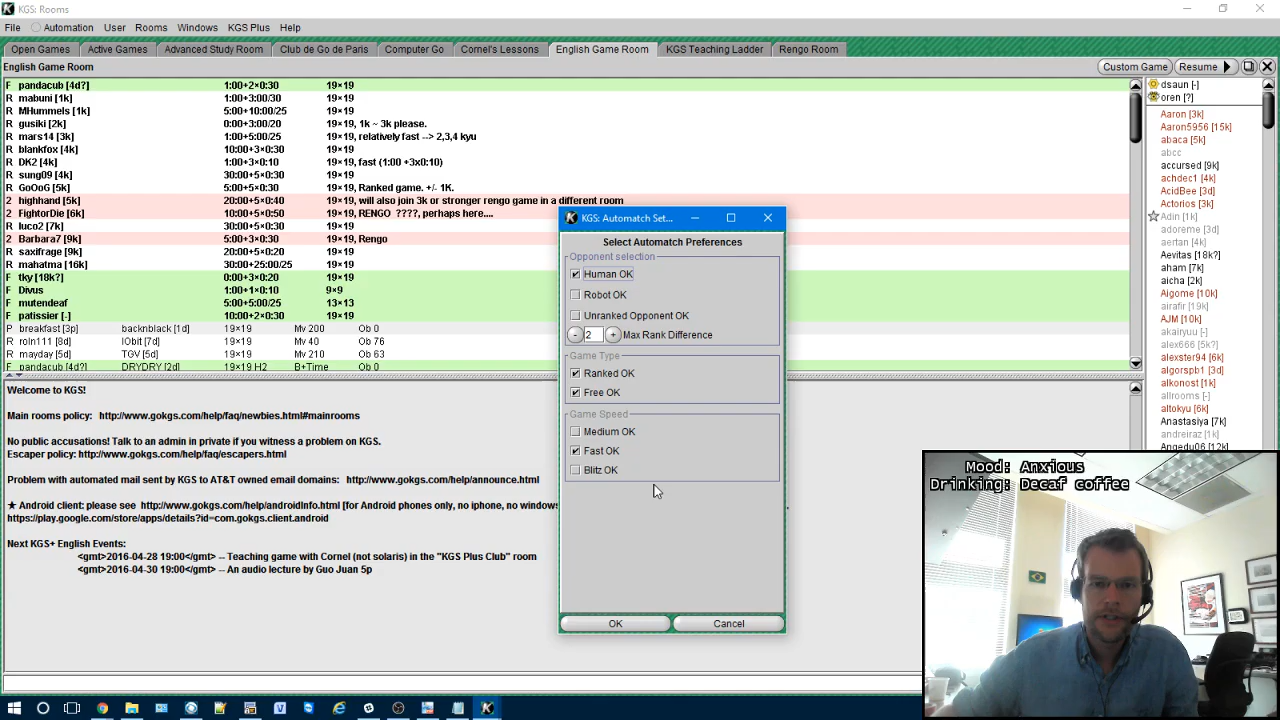 KGS: Rooms
File Automation User Rooms Windows KGS Plus Help
Open Games Active Games Advanced Study Room Club de Go de Paris Computer Go Cornel's Lessons English Game Room KGS Teaching Ladder Rengo Room
English Game Room Custom Game Resume
F pandacub [4d?] 1:00+2×0:30 19×19
R mabuni [1k] 1:00+3:00/30 19×19
R MHummels [1k] 5:00+10:00/25 19×19
R gusiki [2k] 0:00+3:00/20 19×19, 1k ~ 3k please.
R mars14 [3k] 1:00+5:00/25 19×19, relatively fast --> 2,3,4 kyu
R blankfox [4k] 1:00+3×0:30 19×19
R DK2 [4k] 1:00+3×0:10 19×19, fast (1:00 +3x0:10)
R sung09 [4k] 30:00+5×0:30 19×19
R GoOoG [5k] 5:00+5×0:30 19×19, Ranked game. +/- 1K.
2 highhand [5k] 20:00+5×0:40 19×19, will also join 3k or stronger rengo game in a different room
2 FightorDie [6k] 10:00+5×0:50 19×19, RENGO ????, perhaps here....
R luco2 [7k] 30:00+5×0:30 19×19
2 Barbara7 [9k] 5:00+3×0:30 19×19, Rengo
R saxifrage [9k] 20:00+5×0:20 19×19
R mahatma [16k] 30:00+25:00/25 19×19
F tky [18k?] 0:00+3×0:20 19×19
F Divus 1:00+1×0:10 9×9
F mutendeaf 5:00+5:00/25 13×13
F patissier [-] 10:00+2×0:30 19×19
P breakfast [3p] backnblack [1d] 19×19 Mv 200 Ob 0
R roln111 [8d] lObit [7d] 19×19 Mv 40 Ob 76
R mayday [5d] TGV [5d] 19×19 Mv 210 Ob 63
F pandacub [4d?] DRYDRY [2d] 19×19 H2 B+Time Ob 0
Welcome to KGS!
Main rooms policy: http://www.gokgs.com/help/faq/newbies.html#mainrooms
No public accusations! Talk to an admin in private if you witness a problem on KGS.
Escaper policy: http://www.gokgs.com/help/faq/escapers.html
Problem with automated mail sent by KGS to AT&T owned email domains: http://www.gokgs.com/help/announce.html
★ Android client: please see http://www.gokgs.com/help/androidInfo.html [for Android phones only, no iphone, no windows
https://play.google.com/store/apps/details?id=com.gokgs.client.android
Next KGS+ English Events:
<gmt>2016-04-28 19:00</gmt> -- Teaching game with Cornel (not solaris) in the "KGS Plus Club" room
<gmt>2016-04-30 19:00</gmt> -- An audio lecture by Guo Juan 5p
KGS: Automatch Set...
Select Automatch Preferences
Opponent selection
Human OK
Robot OK
Unranked Opponent OK
- 2 + Max Rank Difference
Game Type
Ranked OK
Free OK
Game Speed
Medium OK
Fast OK
Blitz OK
OK Cancel
dsaun [-]
oren [?]
Aaron [3k]
Aaron5956 [15k]
abaca [5k]
abcc
accursed [9k]
achdec1 [4k]
AcidBee [3d]
Actorios [3k]
Adin [1k]
adoreme [3d]
aertan [4k]
Aevitas [18k?]
aham [7k]
aicha [2k]
Aigome [10k]
airafir [19k]
AJM [10k]
akairyuu [-]
alex666 [5k?]
alexster94 [6k]
algorspb1 [3d]
alkonost [1k]
allrooms [-]
altokyu [6k]
Anastasiya [7k]
andreiraz [-]
Angedu06 [12k]
Mood: Anxious
Drinking: Decaf coffee